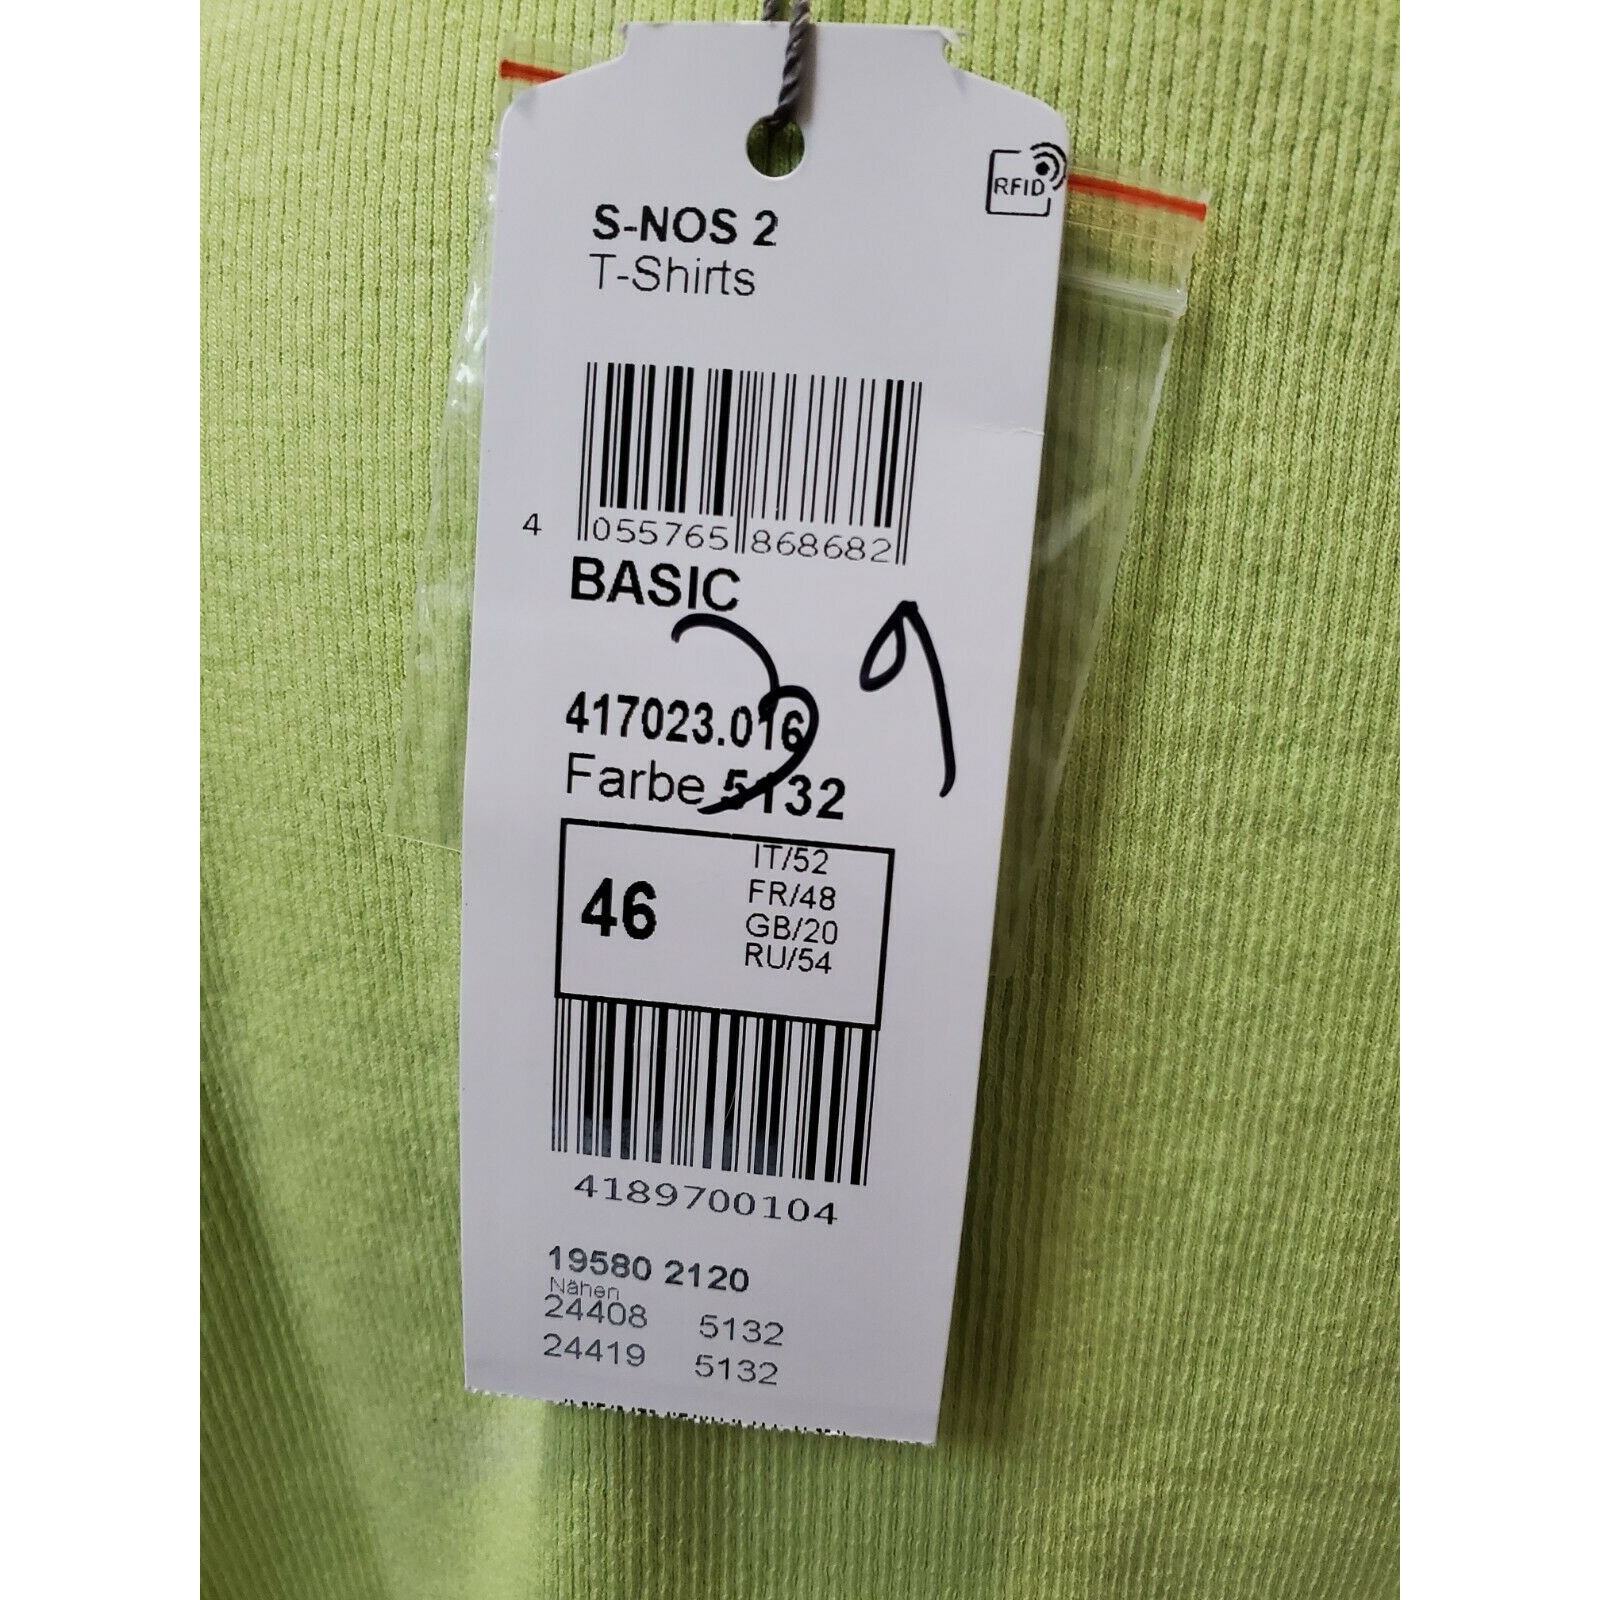 RFID
S-NOS 2
T-Shirts
4 055765 868682
BASIC
39
417023.016
Farbe 5132
46
IT/52
FR/48
GB/20
RU/54
4189700104
19580 2120
Nähen
24408 5132
24419 5132